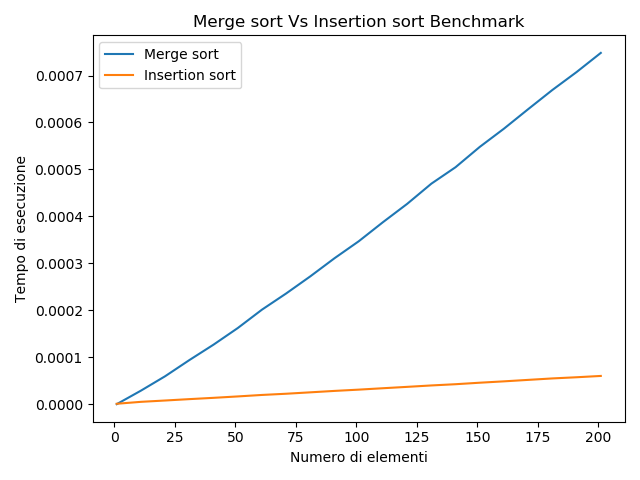 Merge sort Vs Insertion sort Benchmark
Merge sort
Insertion sort
0.0007
0.0006
0.0005
0.0004
0.0003
0.0002
0.0001
0.0000
Tempo di esecuzione
0 25 50 75 100 125 150 175 200
Numero di elementi